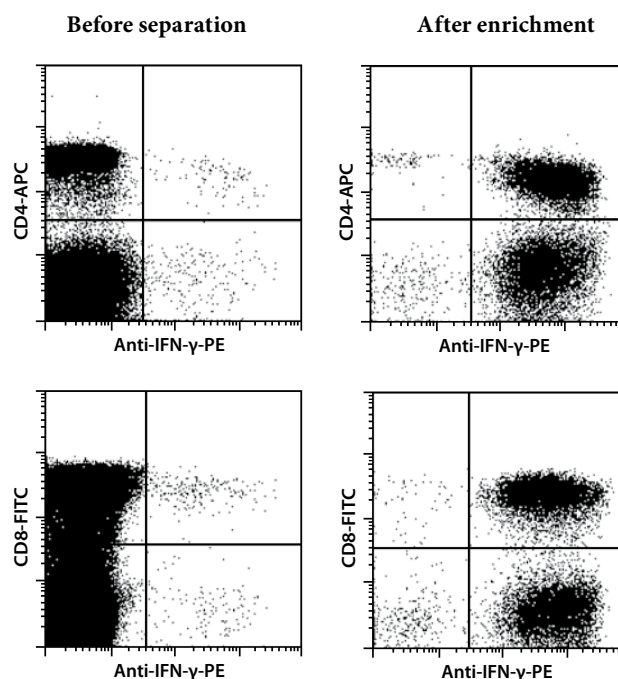 Before separation
After enrichment
CD4-APC
Anti-IFN-γ-PE
CD4-APC
Anti-IFN-γ-PE
CD8-FITC
Anti-IFN-γ-PE
CD8-FITC
Anti-IFN-γ-PE